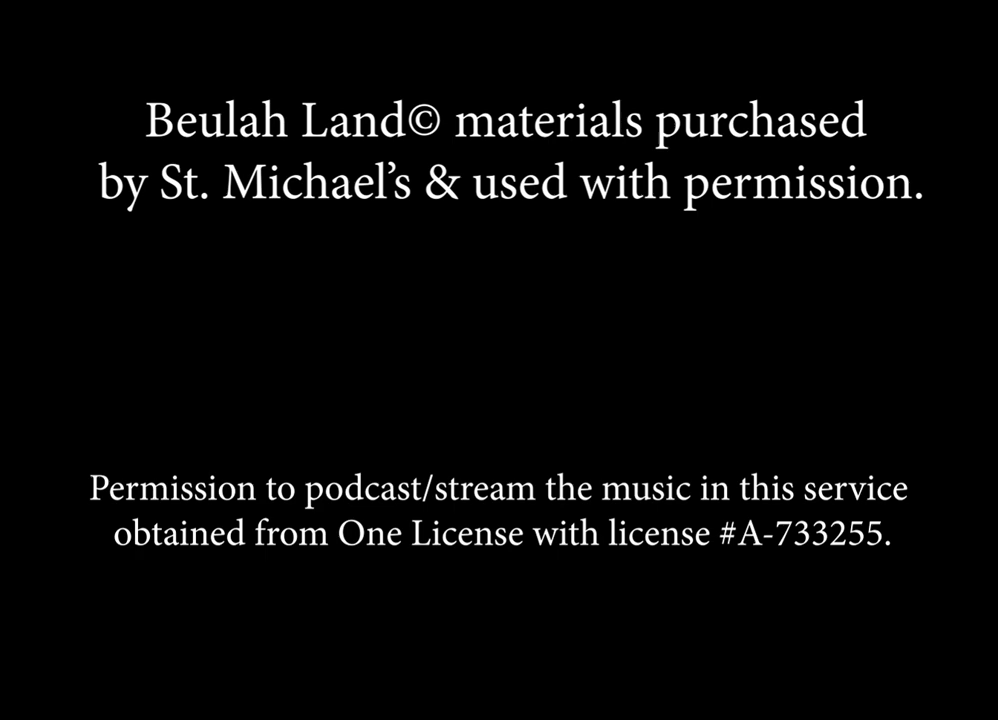 Beulah Land© materials purchased
by St. Michael’s & used with permission.
Permission to podcast/stream the music in this service
obtained from One License with license #A-733255.